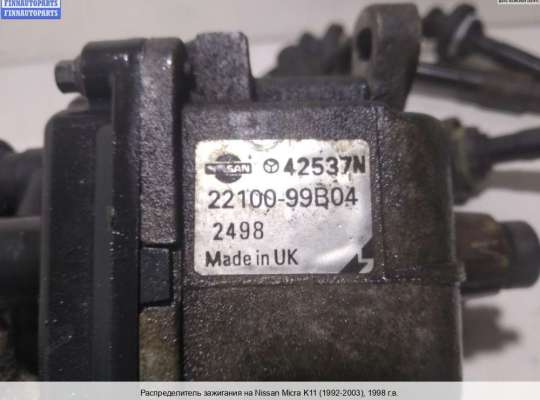 FINNAUTOPARTS
NISSAN 42537N
22100-99B04
2498
Made in UK
Распределитель зажигания на Nissan Micra K11 (1992-2003), 1998 г.в.